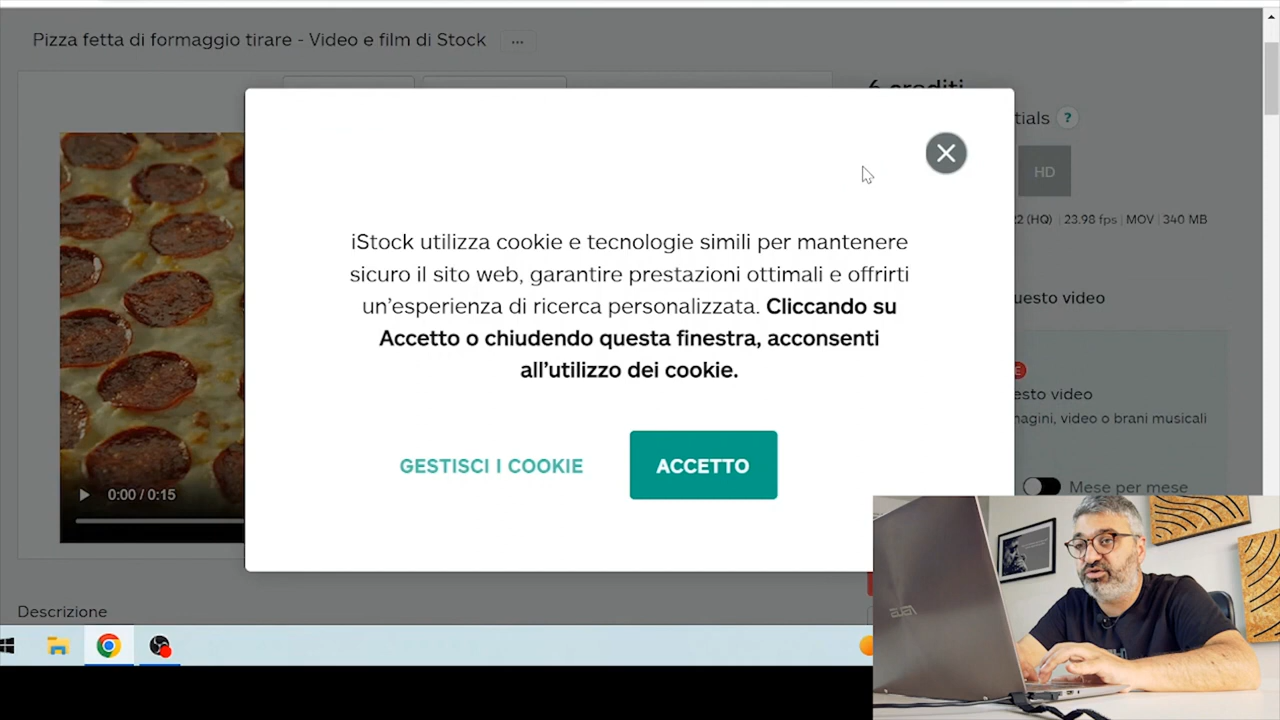 Pizza fetta di formaggio tirare - Video e film di Stock ...
6 crediti
tials ?
HD
2 (HQ) | 23.98 fps | MOV | 340 MB
iStock utilizza cookie e tecnologie simili per mantenere
sicuro il sito web, garantire prestazioni ottimali e offrirti
un'esperienza di ricerca personalizzata. Cliccando su
Accetto o chiudendo questa finestra, acconsenti
all'utilizzo dei cookie.
uesto video
esto video
magini, video o brani musicali
GESTISCI I COOKIE
ACCETTO
Mese per mese
0:00 / 0:15
Descrizione
ASUS